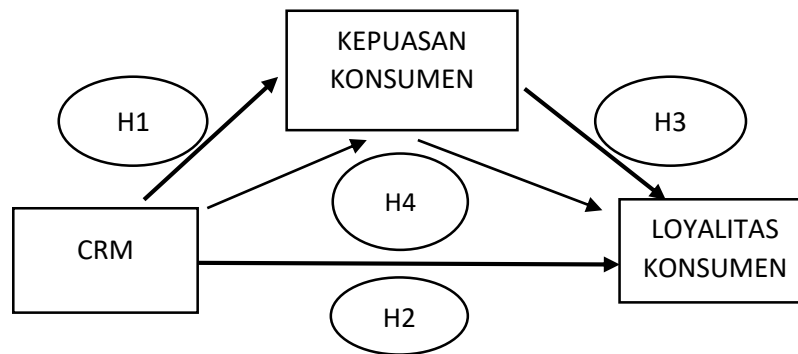 KEPUASAN
KONSUMEN
H1
H3
H4
CRM
LOYALITAS
KONSUMEN
H2